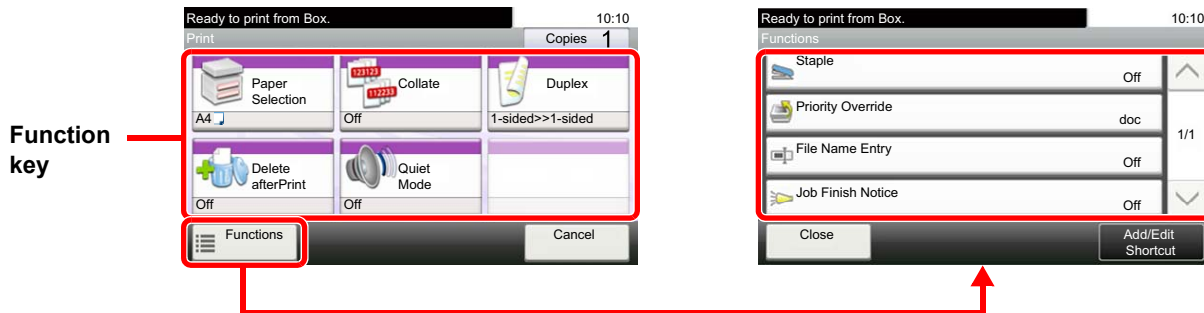 Function
key
Ready to print from Box.
10:10
Print
Copies 1
Paper
Selection
A4
123123
112233
Collate
Off
Duplex
1-sided>>1-sided
Delete
afterPrint
Off
Quiet
Mode
Off
Functions
Cancel
Ready to print from Box.
10:10
Functions
Staple
Off
Priority Override
doc
File Name Entry
Off
Job Finish Notice
Off
1/1
Close
Add/Edit
Shortcut